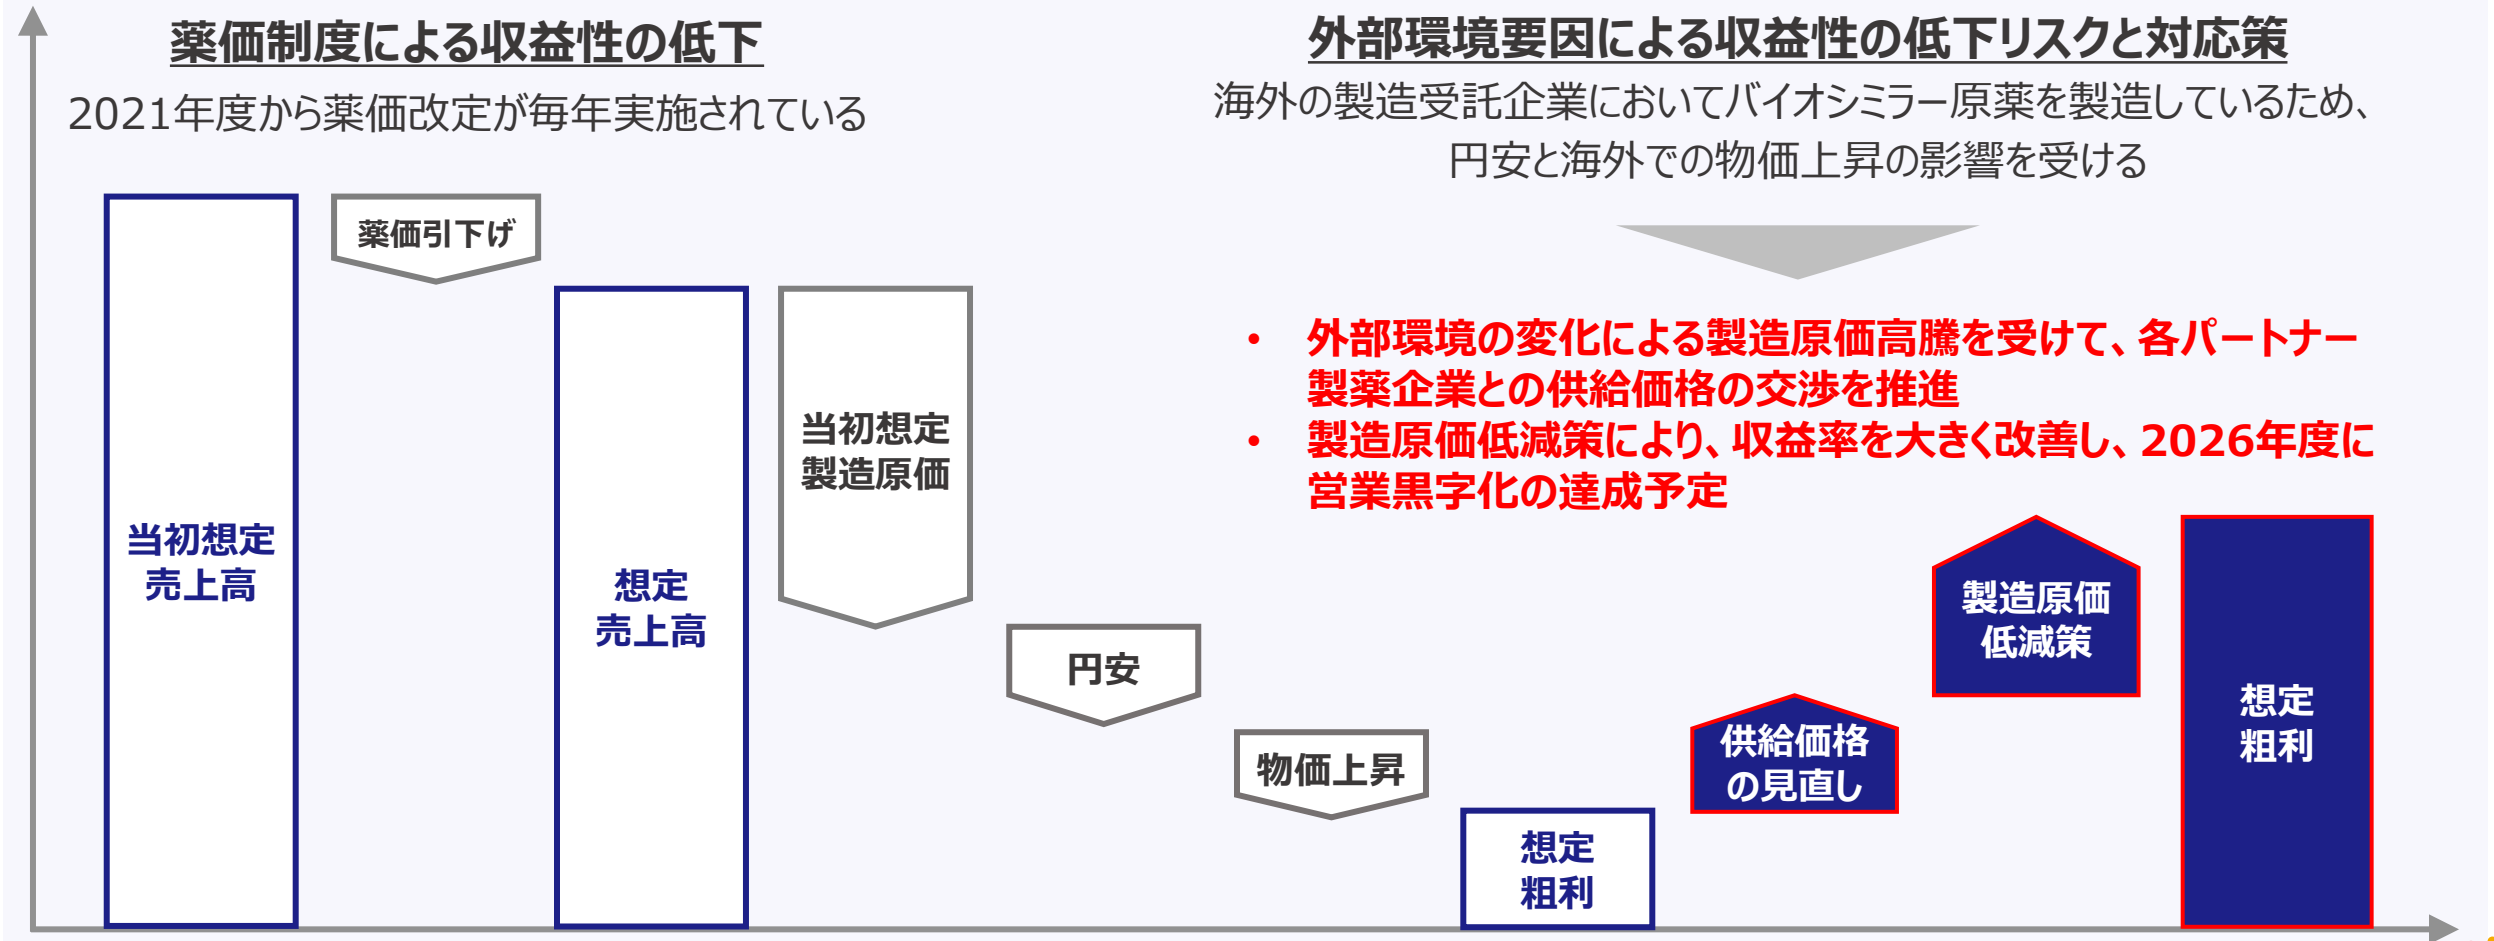 薬価制度による収益性の低下
2021年度から薬価改定が毎年実施されている
外部環境要因による収益性の低下リスクと対応策
海外の製造受託企業においてバイオシミラー原薬を製造しているため、
円安と海外での物価上昇の影響を受ける
• 外部環境の変化による製造原価高騰を受けて、各パートナー
製薬企業との供給価格の交渉を推進
• 製造原価低減策により、収益率を大きく改善し、2026年度に
営業黒字化の達成予定
当初想定
売上高
薬価引下げ
想定
売上高
当初想定
製造原価
円安
物価上昇
想定
粗利
供給価格
の見直し
製造原価
低減策
想定
粗利